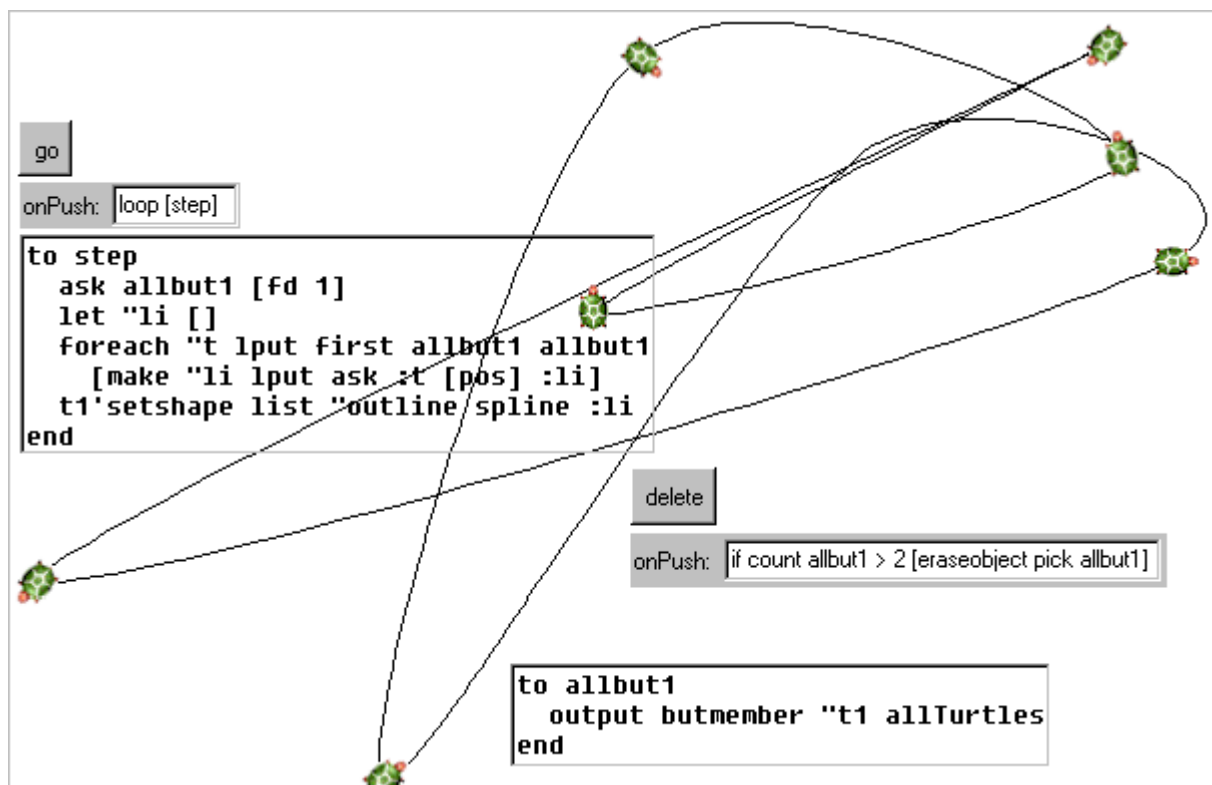 go
onPush: loop [step]
to step
ask allbut1 [fd 1]
let "li []
foreach "t lput first allbut1 allbut1
[make "li lput ask :t [pos] :li]
t1'setshape list "outline spline :li
end
delete
onPush: if count allbut1 > 2 [eraseobject pick allbut1]
to allbut1
output butmember "t1 allTurtles
end